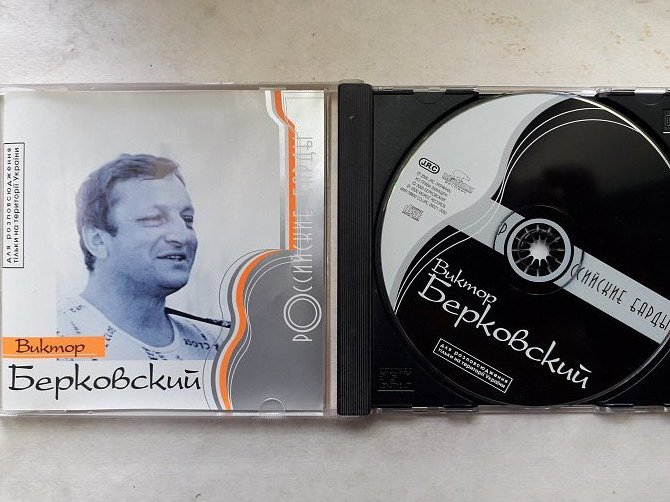 для розповсюдження
тільки на території України
РОССИЙСКИЕ БАРДЫ
Виктор
Берковский
JRC
РОССИЙСКИЕ БАРДЫ
Виктор
Берковский
для розповсюдження
тільки на території України